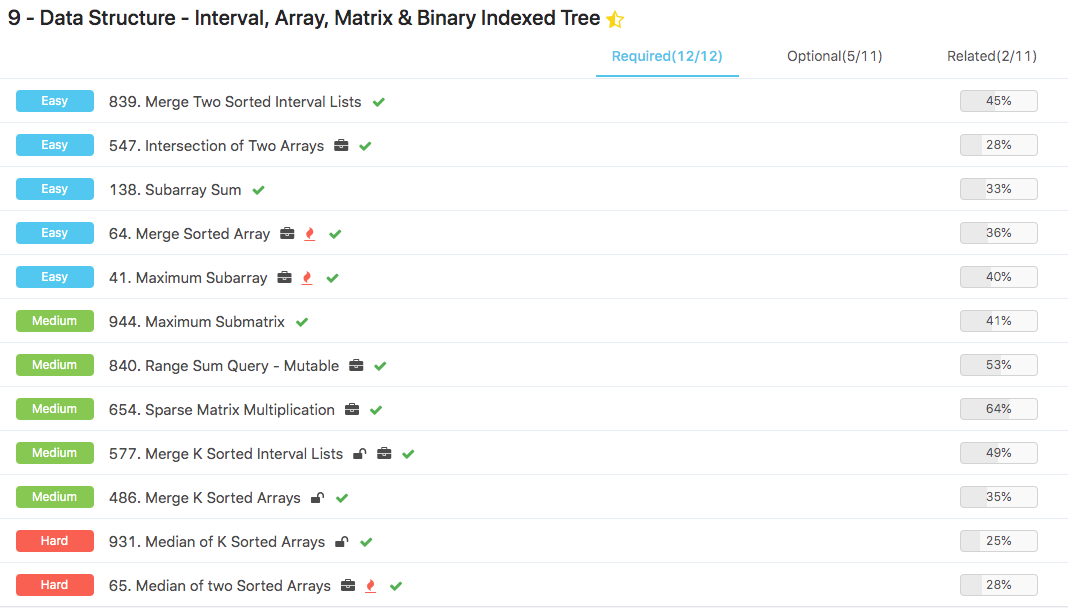 9 - Data Structure - Interval, Array, Matrix & Binary Indexed Tree
Required(12/12) Optional(5/11) Related(2/11)
Easy 839. Merge Two Sorted Interval Lists 45%
Easy 547. Intersection of Two Arrays 28%
Easy 138. Subarray Sum 33%
Easy 64. Merge Sorted Array 36%
Easy 41. Maximum Subarray 40%
Medium 944. Maximum Submatrix 41%
Medium 840. Range Sum Query - Mutable 53%
Medium 654. Sparse Matrix Multiplication 64%
Medium 577. Merge K Sorted Interval Lists 49%
Medium 486. Merge K Sorted Arrays 35%
Hard 931. Median of K Sorted Arrays 25%
Hard 65. Median of two Sorted Arrays 28%